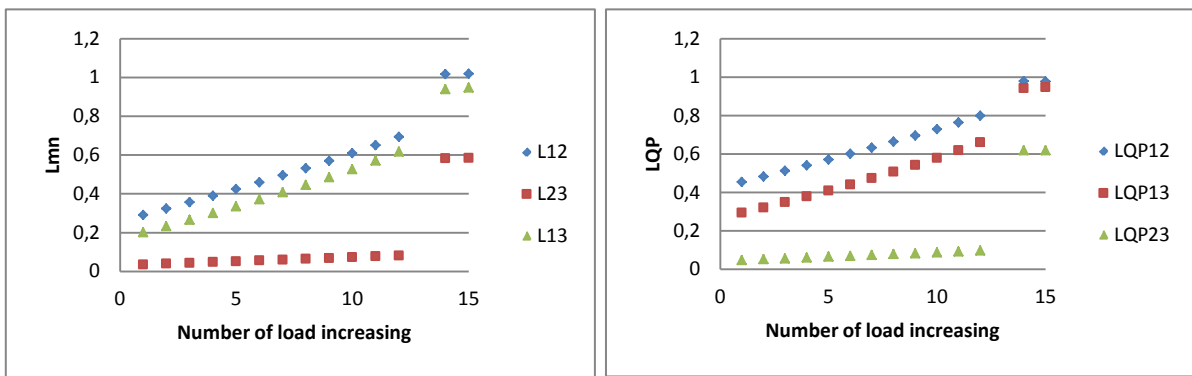 Lmn
1,2
1
0,8
0,6
0,4
0,2
0
0
5
10
15
Number of load increasing
L12
L23
L13
LQP
1,2
1
0,8
0,6
0,4
0,2
0
0
5
10
15
Number of load increasing
LQP12
LQP13
LQP23